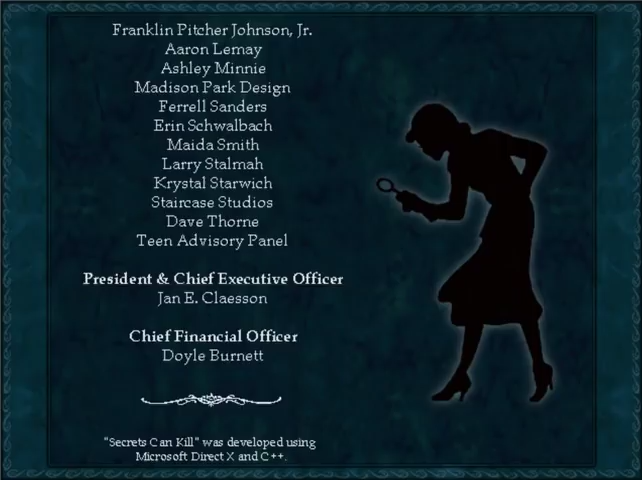 Franklin Pitcher Johnson, Jr.
Aaron Lemay
Ashley Minnie
Madison Park Design
Ferrell Sanders
Erin Schwalbach
Maida Smith
Larry Stalmah
Krystal Starwich
Staircase Studios
Dave Thorne
Teen Advisory Panel
President & Chief Executive Officer
Jan E. Claesson
Chief Financial Officer
Doyle Burnett
"Secrets Can Kill" was developed using
Microsoft Direct X and C++.